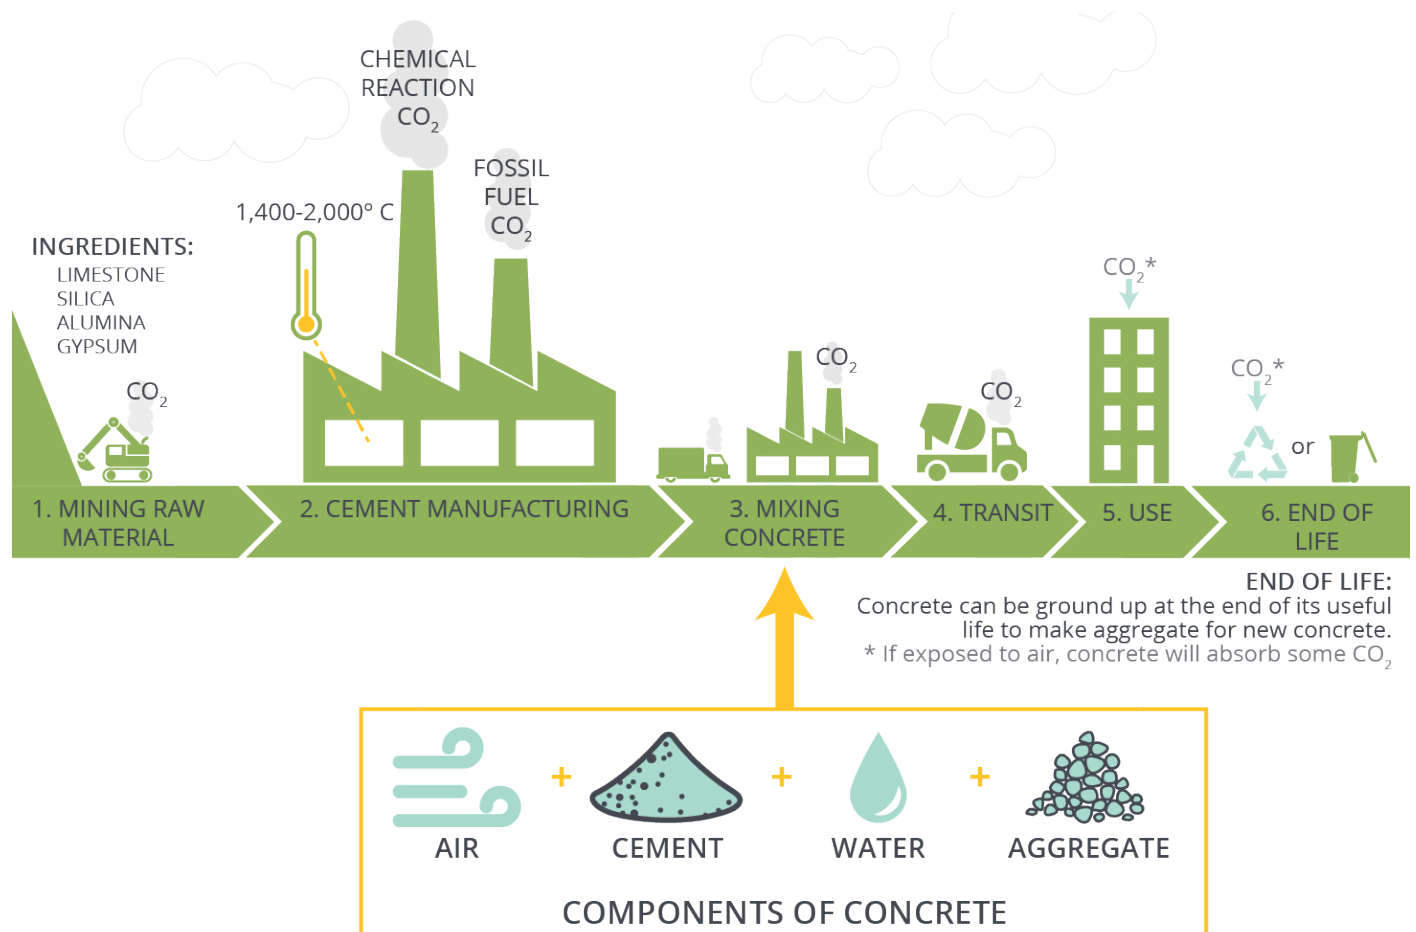 CHEMICAL
REACTION
CO₂
FOSSIL
FUEL
CO₂
1,400-2,000º C
INGREDIENTS:
LIMESTONE
SILICA
ALUMINA
GYPSUM
CO₂
CO₂
CO₂
CO₂*
CO₂*
or
1. MINING RAW
MATERIAL
2. CEMENT MANUFACTURING
3. MIXING
CONCRETE
4. TRANSIT
5. USE
6. END OF
LIFE
END OF LIFE:
Concrete can be ground up at the end of its useful
life to make aggregate for new concrete.
* If exposed to air, concrete will absorb some CO₂
AIR + CEMENT + WATER + AGGREGATE
COMPONENTS OF CONCRETE